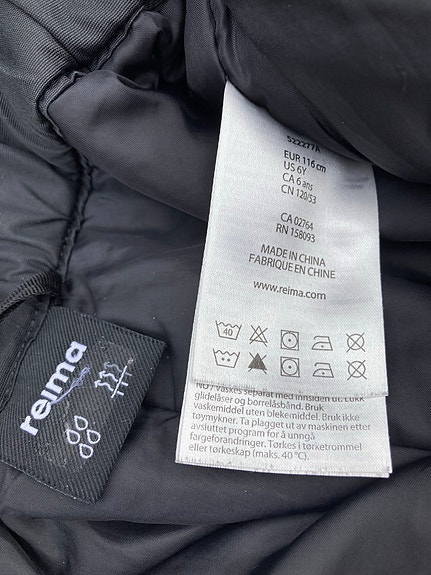 522277A
EUR 116 cm
US 6Y
CA 6 ans
CN 120/53
CA 02764
RN 158093
MADE IN CHINA
FABRIQUE EN CHINE
www.reima.com
40
reima
NO / Vaskes separat med innsiden ut. Lukk
glidelåser og borrelåsbånd. Bruk
vaskemiddel uten blekemiddel. Bruk ikke
tøymykner. Ta plagget ut av maskinen etter
avsluttet program for å unngå
fargeforandringer. Tørkes i tørketrommel
eller tørkeskap (maks. 40 °C).